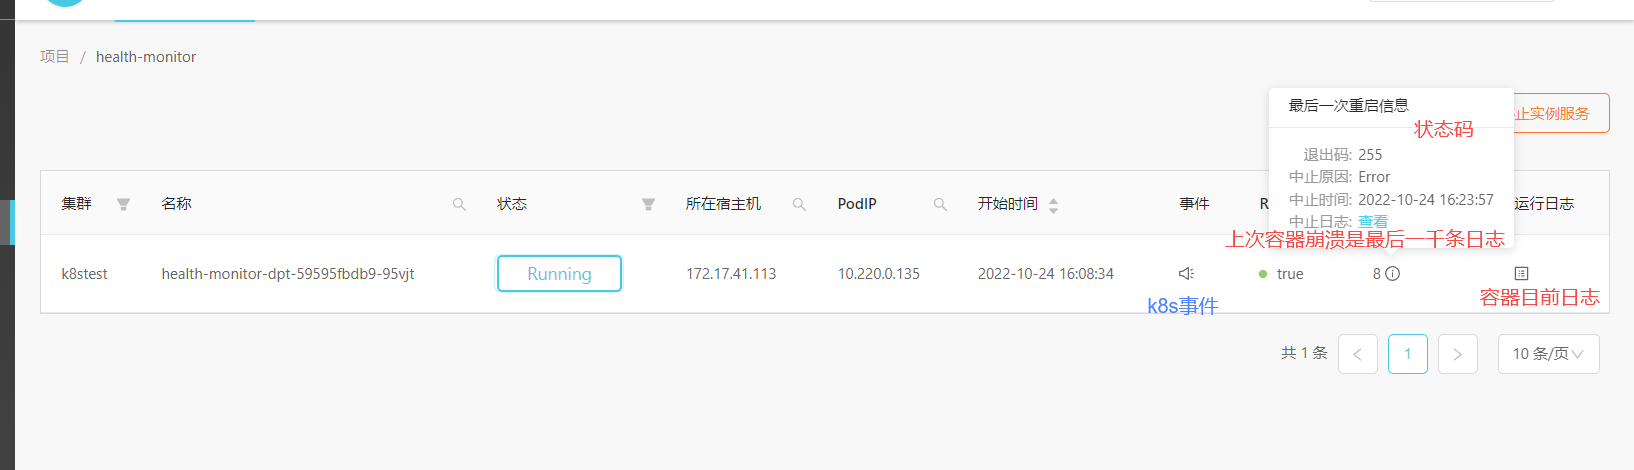 项目 / health-monitor
最后一次重启信息
止实例服务
状态码
退出码: 255
中止原因: Error
中止时间: 2022-10-24 16:23:57
中止日志: 查看
集群 名称 状态 所在宿主机 PodIP 开始时间 事件 R 运行日志
上次容器崩溃是最后一千条日志
k8stest health-monitor-dpt-59595fbdb9-95vjt Running 172.17.41.113 10.220.0.135 2022-10-24 16:08:34 true 8
k8s事件
容器目前日志
共 1 条 1 10 条/页